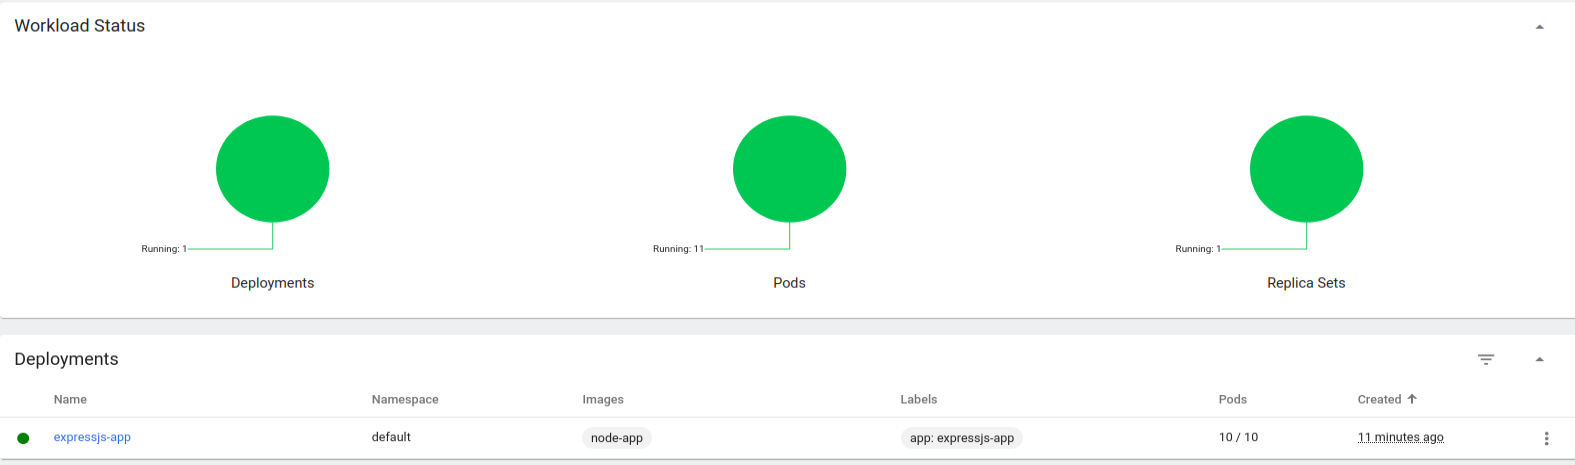 Workload Status
Running: 1
Running: 11
Running: 1
Deployments
Pods
Replica Sets
Deployments
Name Namespace Images Labels Pods Created
expressjs-app default node-app app: expressjs-app 10 / 10 11 minutes ago